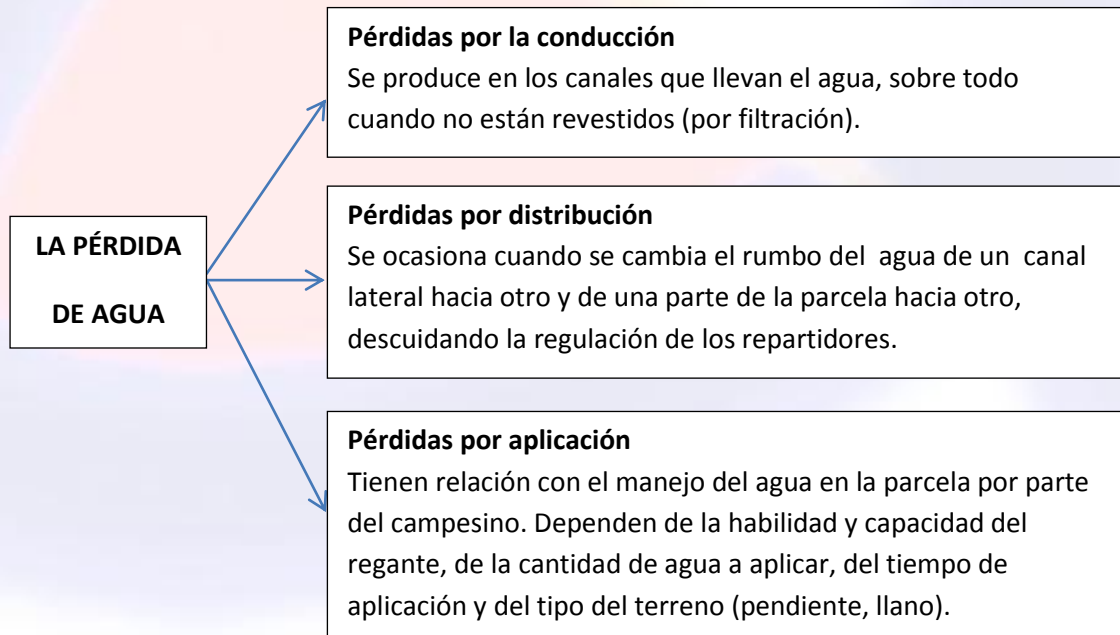 LA PÉRDIDA
DE AGUA
Pérdidas por la conducción
Se produce en los canales que llevan el agua, sobre todo
cuando no están revestidos (por filtración).
Pérdidas por distribución
Se ocasiona cuando se cambia el rumbo del agua de un canal
lateral hacia otro y de una parte de la parcela hacia otro,
descuidando la regulación de los repartidores.
Pérdidas por aplicación
Tienen relación con el manejo del agua en la parcela por parte
del campesino. Dependen de la habilidad y capacidad del
regante, de la cantidad de agua a aplicar, del tiempo de
aplicación y del tipo del terreno (pendiente, llano).